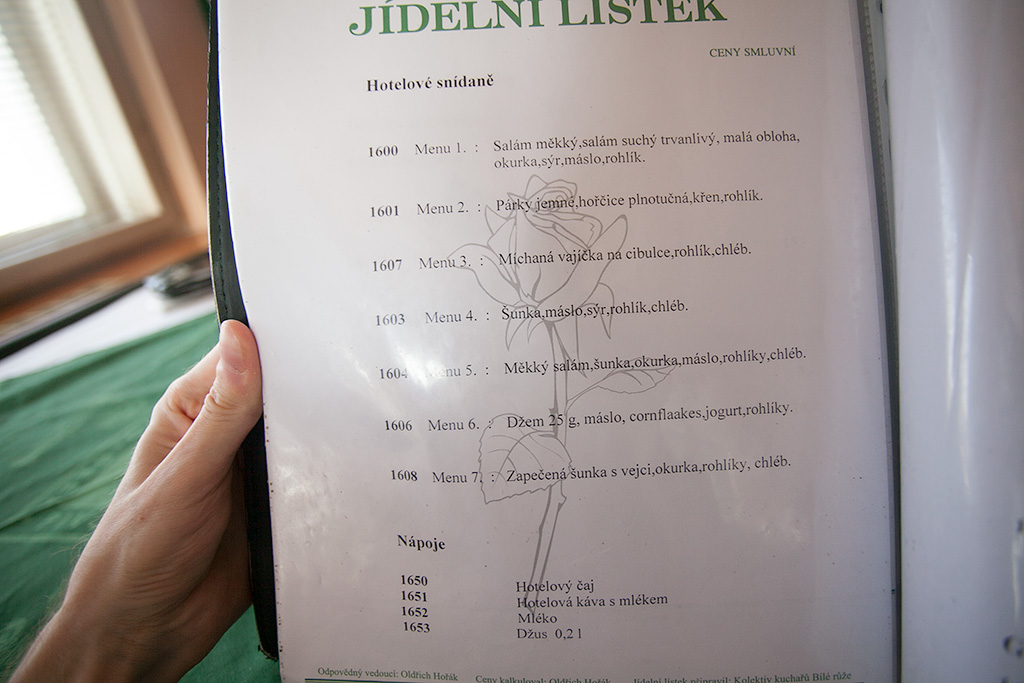 JÍDELNÍ LÍSTEK
CENY SMLUVNÍ
Hotelové snídaně
1600 Menu 1. : Salám měkký,salám suchý trvanlivý, malá obloha,
okurka,sýr,máslo,rohlík.
1601 Menu 2. : Párky jemné,hořčice plnotučná,křen,rohlík.
1607 Menu 3. : Míchaná vajíčka na cibulce,rohlík,chléb.
1603 Menu 4. : Šunka,máslo,sýr,rohlík,chléb.
1604 Menu 5. : Měkký salám,šunka,okurka,máslo,rohlíky,chléb.
1606 Menu 6. : Džem 25 g, máslo, cornflaakes,jogurt,rohlíky.
1608 Menu 7. : Zapečená šunka s vejci,okurka,rohlíky, chléb.
Nápoje
1650 Hotelový čaj
1651 Hotelová káva s mlékem
1652 Mléko
1653 Džus 0,2 l
Odpovědný vedoucí: Oldřich Hořák Ceny kalkuloval: Oldřich Hořák Jídelní lístek připravil: Kolektiv kuchařů Bílé růže